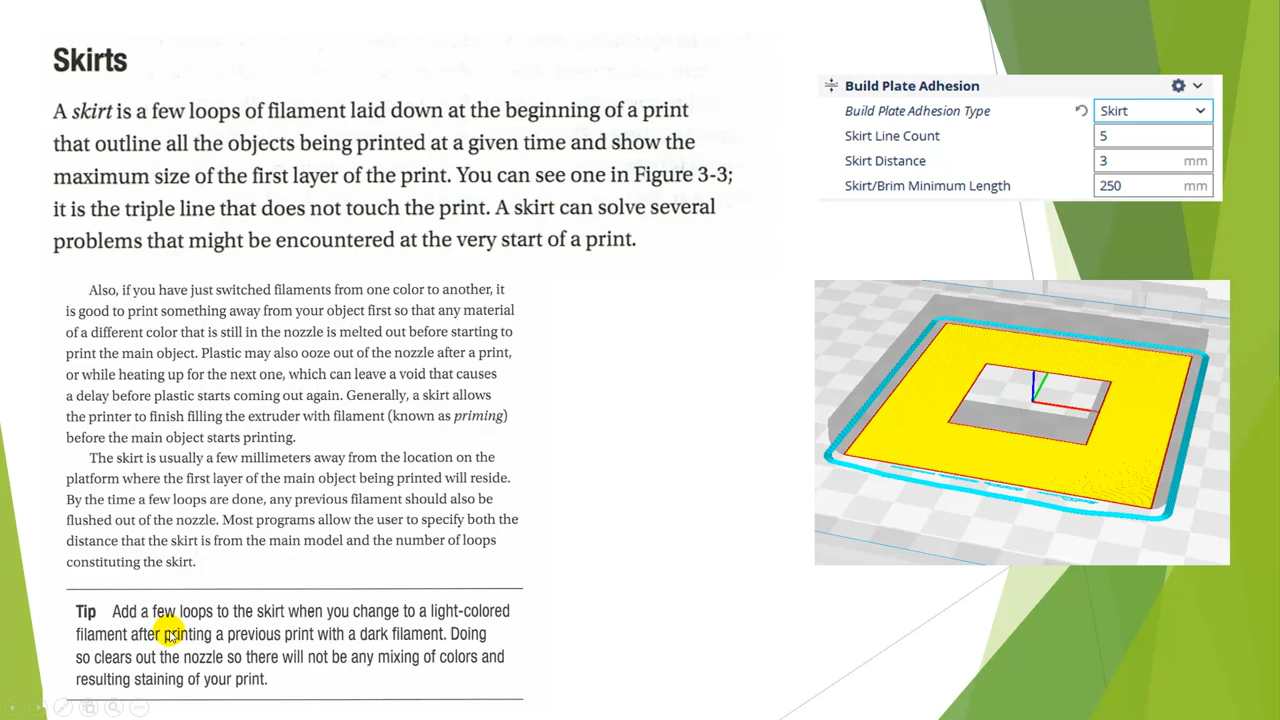 Skirts
A skirt is a few loops of filament laid down at the beginning of a print
that outline all the objects being printed at a given time and show the
maximum size of the first layer of the print. You can see one in Figure 3-3;
it is the triple line that does not touch the print. A skirt can solve several
problems that might be encountered at the very start of a print.
Also, if you have just switched filaments from one color to another, it
is good to print something away from your object first so that any material
of a different color that is still in the nozzle is melted out before starting to
print the main object. Plastic may also ooze out of the nozzle after a print,
or while heating up for the next one, which can leave a void that causes
a delay before plastic starts coming out again. Generally, a skirt allows
the printer to finish filling the extruder with filament (known as priming)
before the main object starts printing.
The skirt is usually a few millimeters away from the location on the
platform where the first layer of the main object being printed will reside.
By the time a few loops are done, any previous filament should also be
flushed out of the nozzle. Most programs allow the user to specify both the
distance that the skirt is from the main model and the number of loops
constituting the skirt.
Tip Add a few loops to the skirt when you change to a light-colored
filament after printing a previous print with a dark filament. Doing
so clears out the nozzle so there will not be any mixing of colors and
resulting staining of your print.
Build Plate Adhesion
Build Plate Adhesion Type Skirt
Skirt Line Count 5
Skirt Distance 3 mm
Skirt/Brim Minimum Length 250 mm